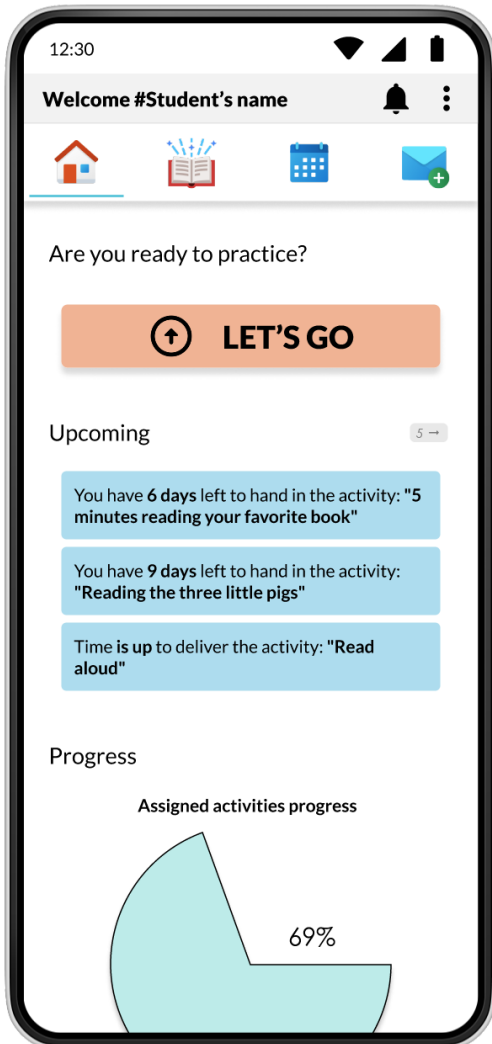 12:30
Welcome #Student’s name
Are you ready to practice?
LET’S GO
Upcoming
5 →
You have 6 days left to hand in the activity: "5
minutes reading your favorite book"
You have 9 days left to hand in the activity:
"Reading the three little pigs"
Time is up to deliver the activity: "Read
aloud"
Progress
Assigned activities progress
69%